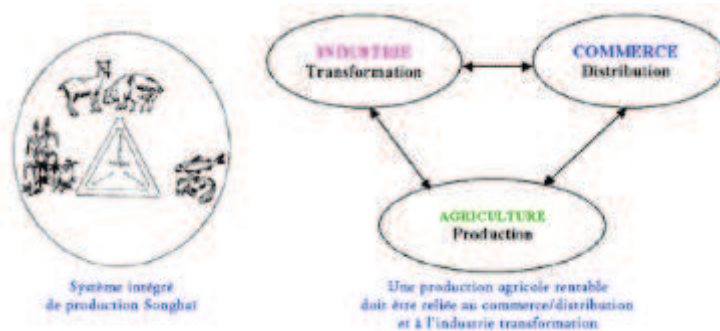 INDUSTRIE
Transformation
COMMERCE
Distribution
AGRICULTURE
Production
Système intégré
de production Songhaï
Une production agricole rentable
doit être reliée au commerce/distribution
et à l'industrie transformation